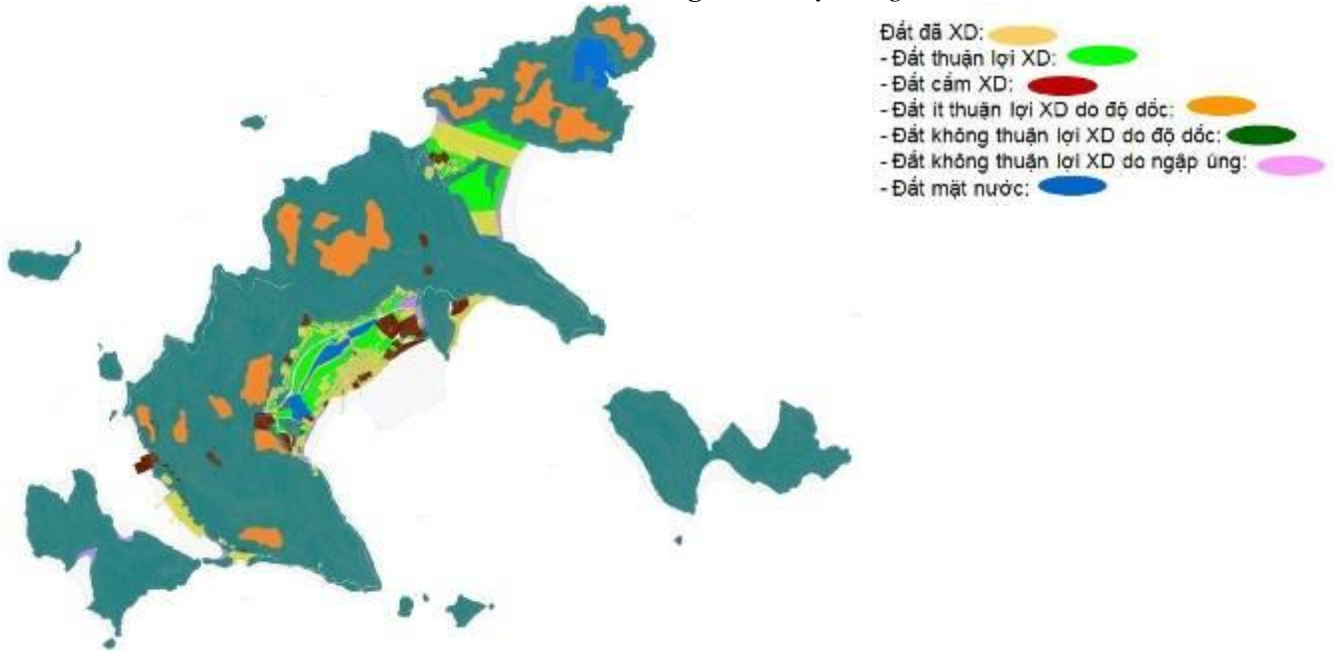 Đất đã XD:
- Đất thuận lợi XD:
- Đất cấm XD:
- Đất ít thuận lợi XD do độ dốc:
- Đất không thuận lợi XD do độ dốc:
- Đất không thuận lợi XD do ngập úng:
- Đất mặt nước: